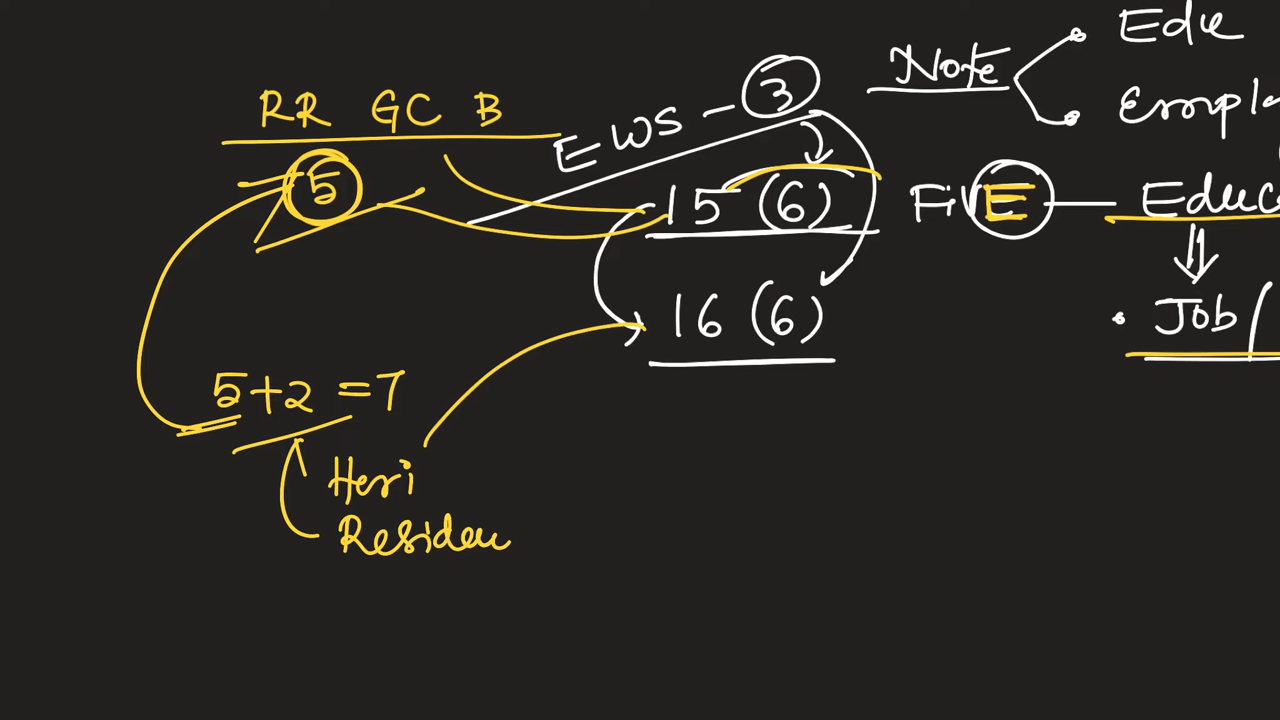 Edu
Note
RR GC B
EWS - 3
5
15 (6)
FiVE — Educ
16 (6)
• Job/
5+2 =7
Heri
Residen